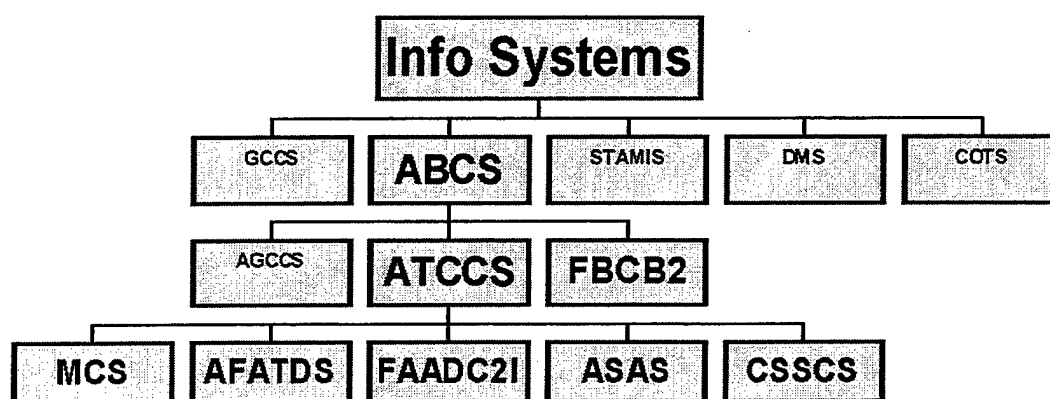 Info Systems
GCCS
ABCS
STAMIS
DMS
COTS
AGCCS
ATCCS
FBCB2
MCS
AFATDS
FAADC2I
ASAS
CSSCS